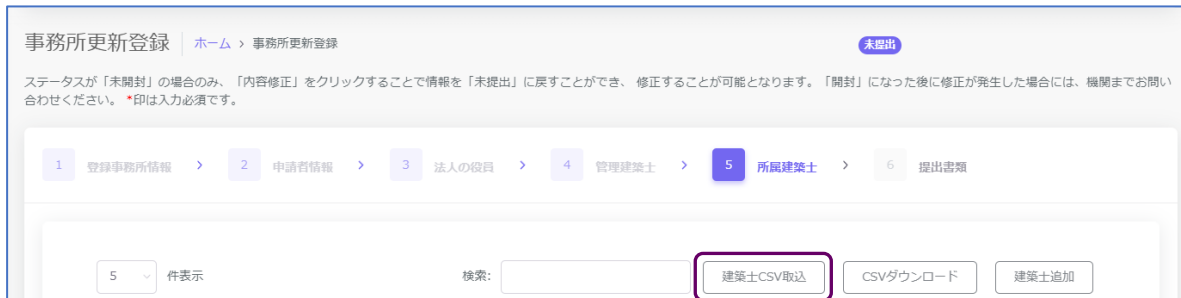 事務所更新登録 ホーム > 事務所更新登録 未提出
ステータスが「未開封」の場合のみ、「内容修正」をクリックすることで情報を「未提出」に戻すことができ、 修正することが可能となります。「開封」になった後に修正が発生した場合には、機関までお問い
合わせください。 *印は入力必須です。
1 登録事務所情報 > 2 申請者情報 > 3 法人の役員 > 4 管理建築士 > 5 所属建築士 > 6 提出書類
5 件表示 検索: 建築士CSV取込 CSVダウンロード 建築士追加